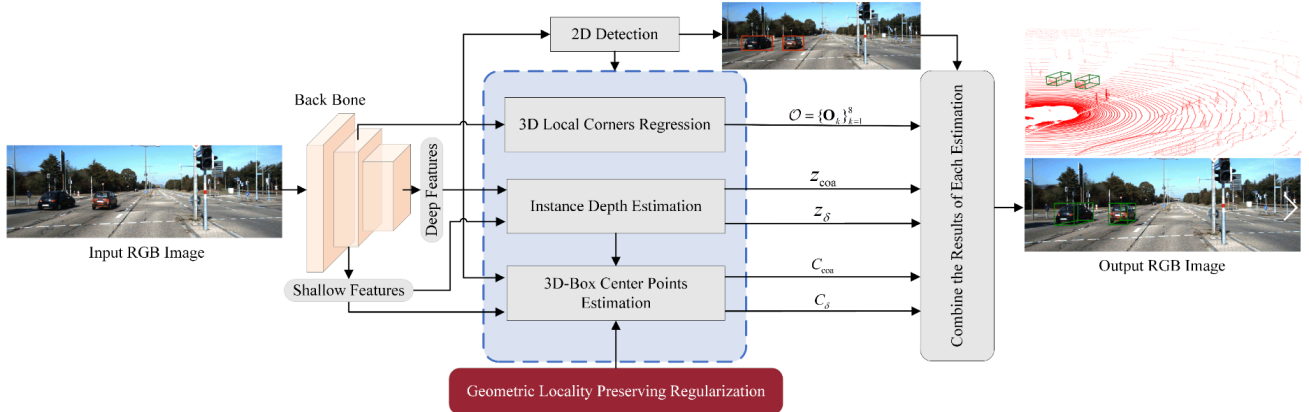 2D Detection
Back Bone
3D Local Corners Regression
𝒪 = {O_k}_{k=1}^{8}
Deep Features
Instance Depth Estimation
z_coa
z_δ
Input RGB Image
Shallow Features
3D-Box Center Points
Estimation
C_coa
C_δ
Combine the Results of Each Estimation
Output RGB Image
Geometric Locality Preserving Regularization